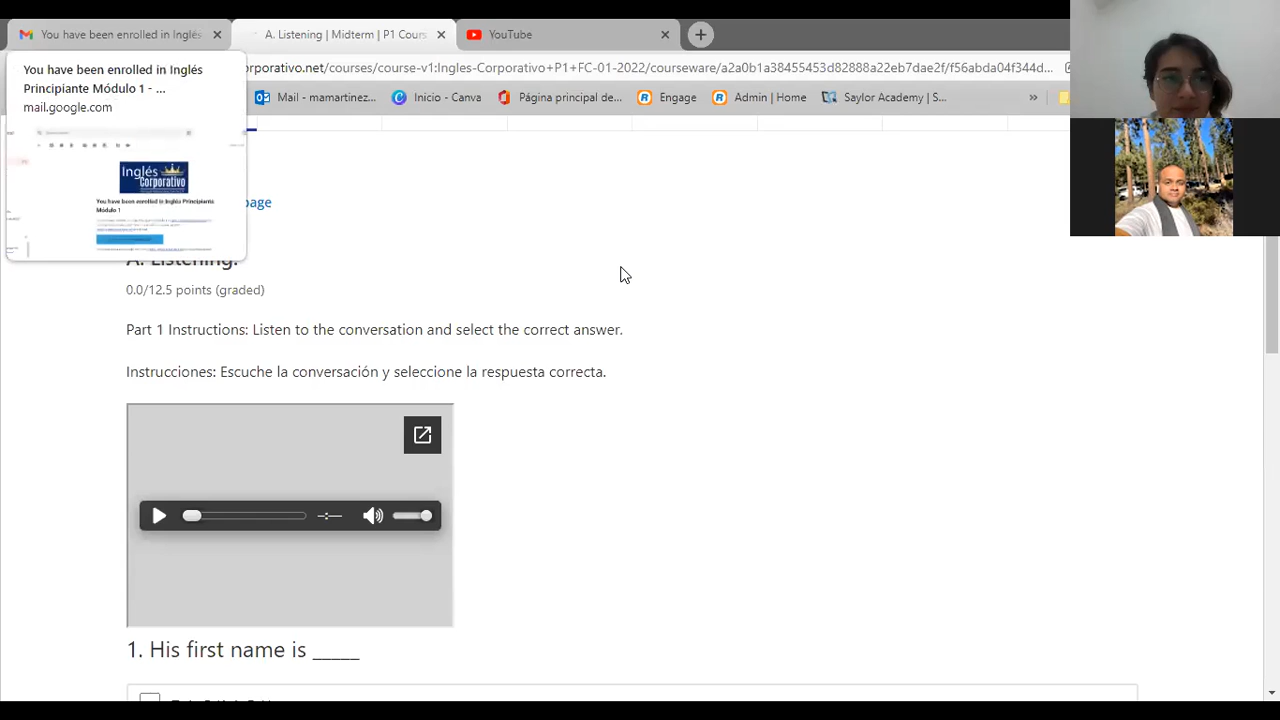 You have been enrolled in Inglés
A. Listening | Midterm | P1 Cours
YouTube
orporativo.net/courses/course-v1:Ingles-Corporativo+P1+FC-01-2022/courseware/a2a0b1a38455453d82888a22eb7dae2f/f56abda04f344d...
You have been enrolled in Inglés
Principiante Módulo 1 - ...
mail.google.com
Mail - mamartinez...
Inicio - Canva
Página principal de...
Engage
Admin | Home
Saylor Academy | S...
»
Inglés
Corporativo
You have been enrolled in Inglés Principiante
Módulo 1
page
A. Listening.
0.0/12.5 points (graded)
Part 1 Instructions: Listen to the conversation and select the correct answer.
Instrucciones: Escuche la conversación y seleccione la respuesta correcta.
-:-
1. His first name is _____